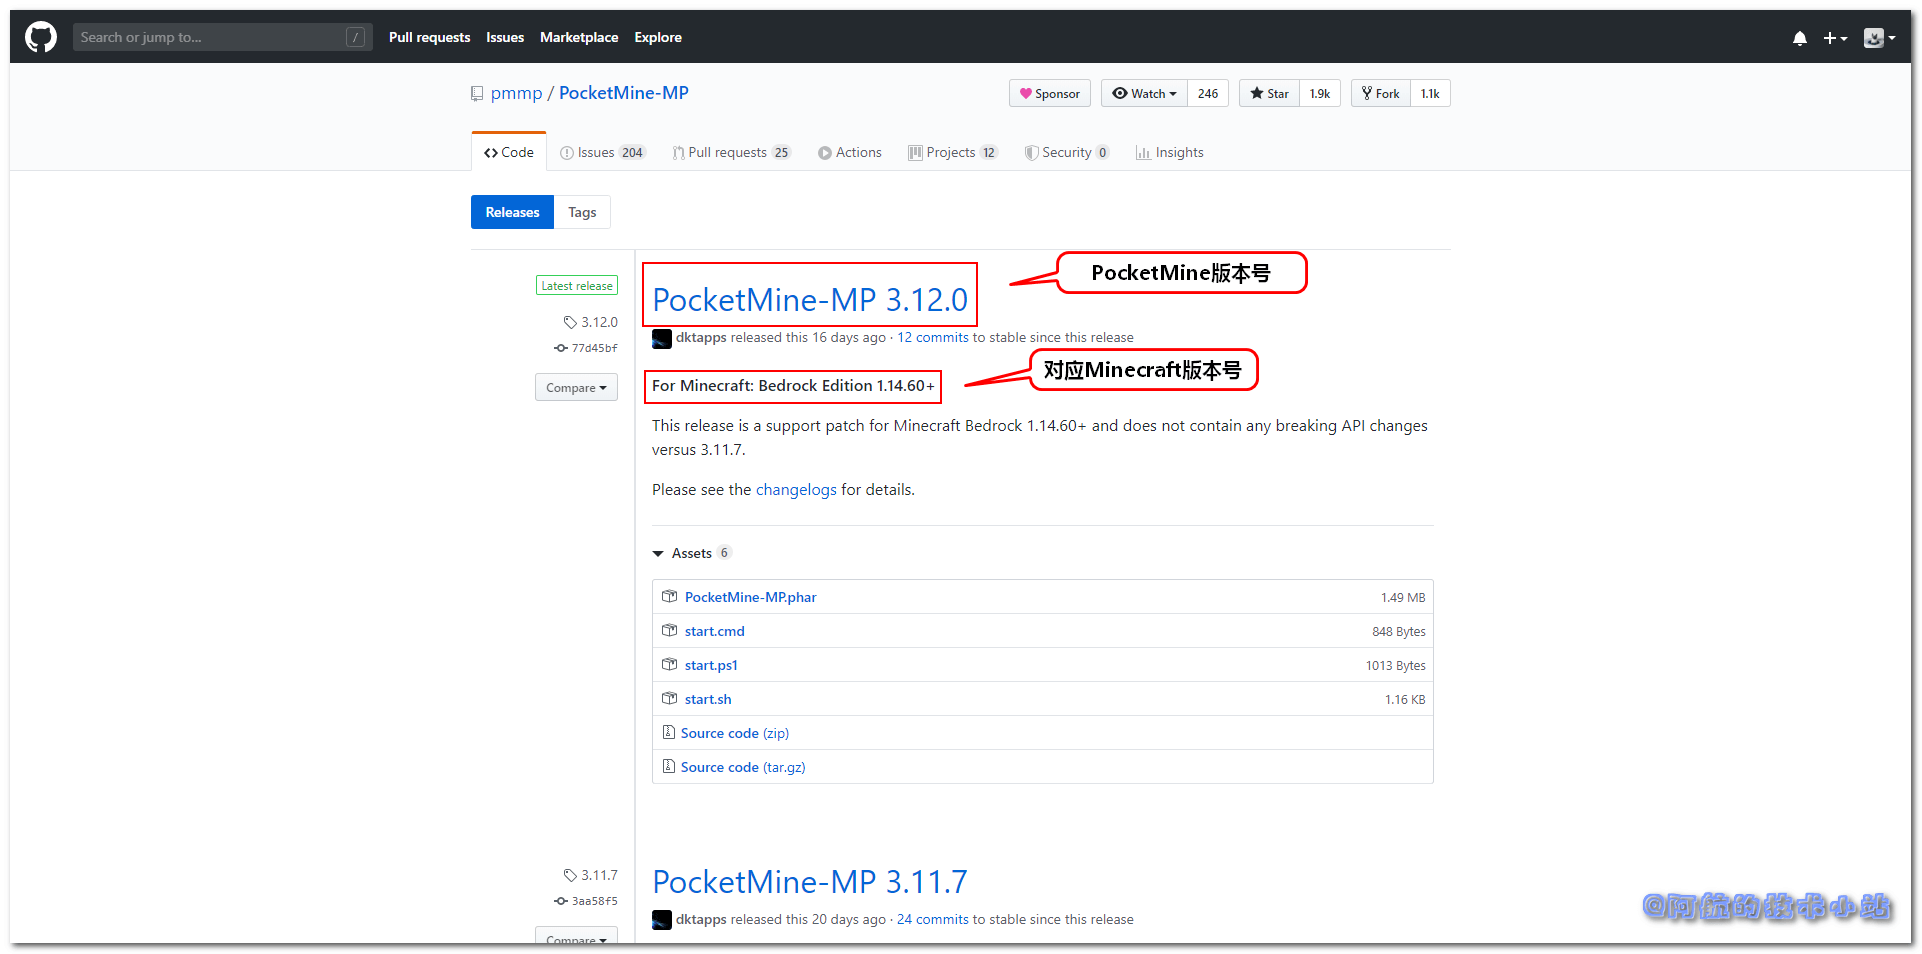 Search or jump to... /
Pull requests Issues Marketplace Explore
pmmp / PocketMine-MP
Sponsor Watch 246 Star 1.9k Fork 1.1k
Code Issues 204 Pull requests 25 Actions Projects 12 Security 0 Insights
Releases Tags
PocketMine版本号
Latest release
PocketMine-MP 3.12.0
3.12.0
dktapps released this 16 days ago · 12 commits to stable since this release
77d45bf
对应Minecraft版本号
Compare
For Minecraft: Bedrock Edition 1.14.60+
This release is a support patch for Minecraft Bedrock 1.14.60+ and does not contain any breaking API changes
versus 3.11.7.
Please see the changelogs for details.
Assets 6
PocketMine-MP.phar 1.49 MB
start.cmd 848 Bytes
start.ps1 1013 Bytes
start.sh 1.16 KB
Source code (zip)
Source code (tar.gz)
3.11.7
PocketMine-MP 3.11.7
3aa58f5
dktapps released this 20 days ago · 24 commits to stable since this release
Compare
@阿航的技术小站